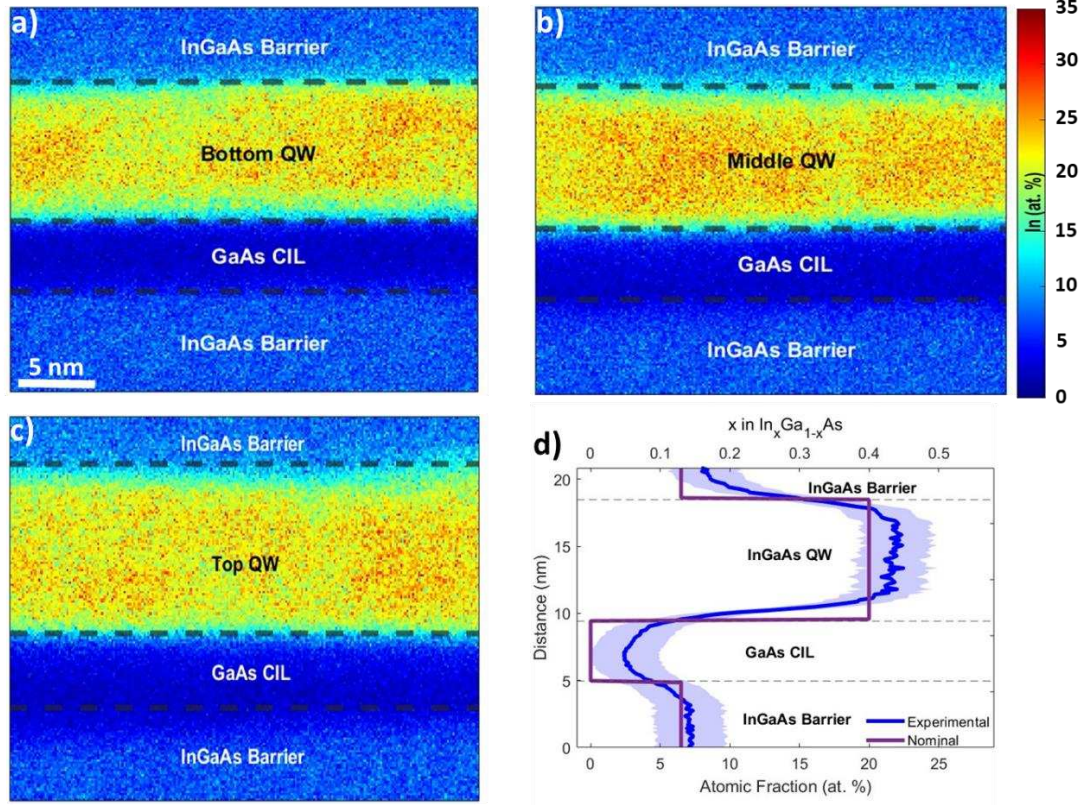 a)
InGaAs Barrier
Bottom QW
GaAs CIL
InGaAs Barrier
5 nm
b)
InGaAs Barrier
Middle QW
GaAs CIL
InGaAs Barrier
35
30
25
20
15
10
5
0
In (at. %)
c)
InGaAs Barrier
Top QW
GaAs CIL
InGaAs Barrier
d)
x in InxGa1-xAs
0 0.1 0.2 0.3 0.4 0.5
20
15
10
5
0
Distance (nm)
InGaAs Barrier
InGaAs QW
GaAs CIL
InGaAs Barrier
Experimental
Nominal
0 5 10 15 20 25
Atomic Fraction (at. %)